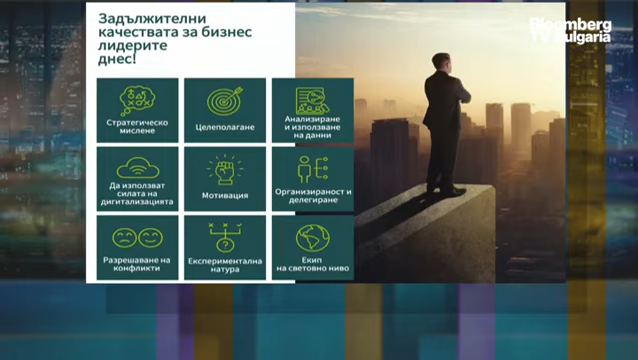 Задължителни
качествата за бизнес
лидерите
днес!
Bloomberg
TV Bulgaria
Стратегическо
мислене
Целеполагане
Анализиране
и използване
на данни
Да използват
силата на
дигитализацията
Мотивация
Организираност и
делегиране
Разрешаване на
конфликти
Експериментална
натура
Екип
на световно ниво